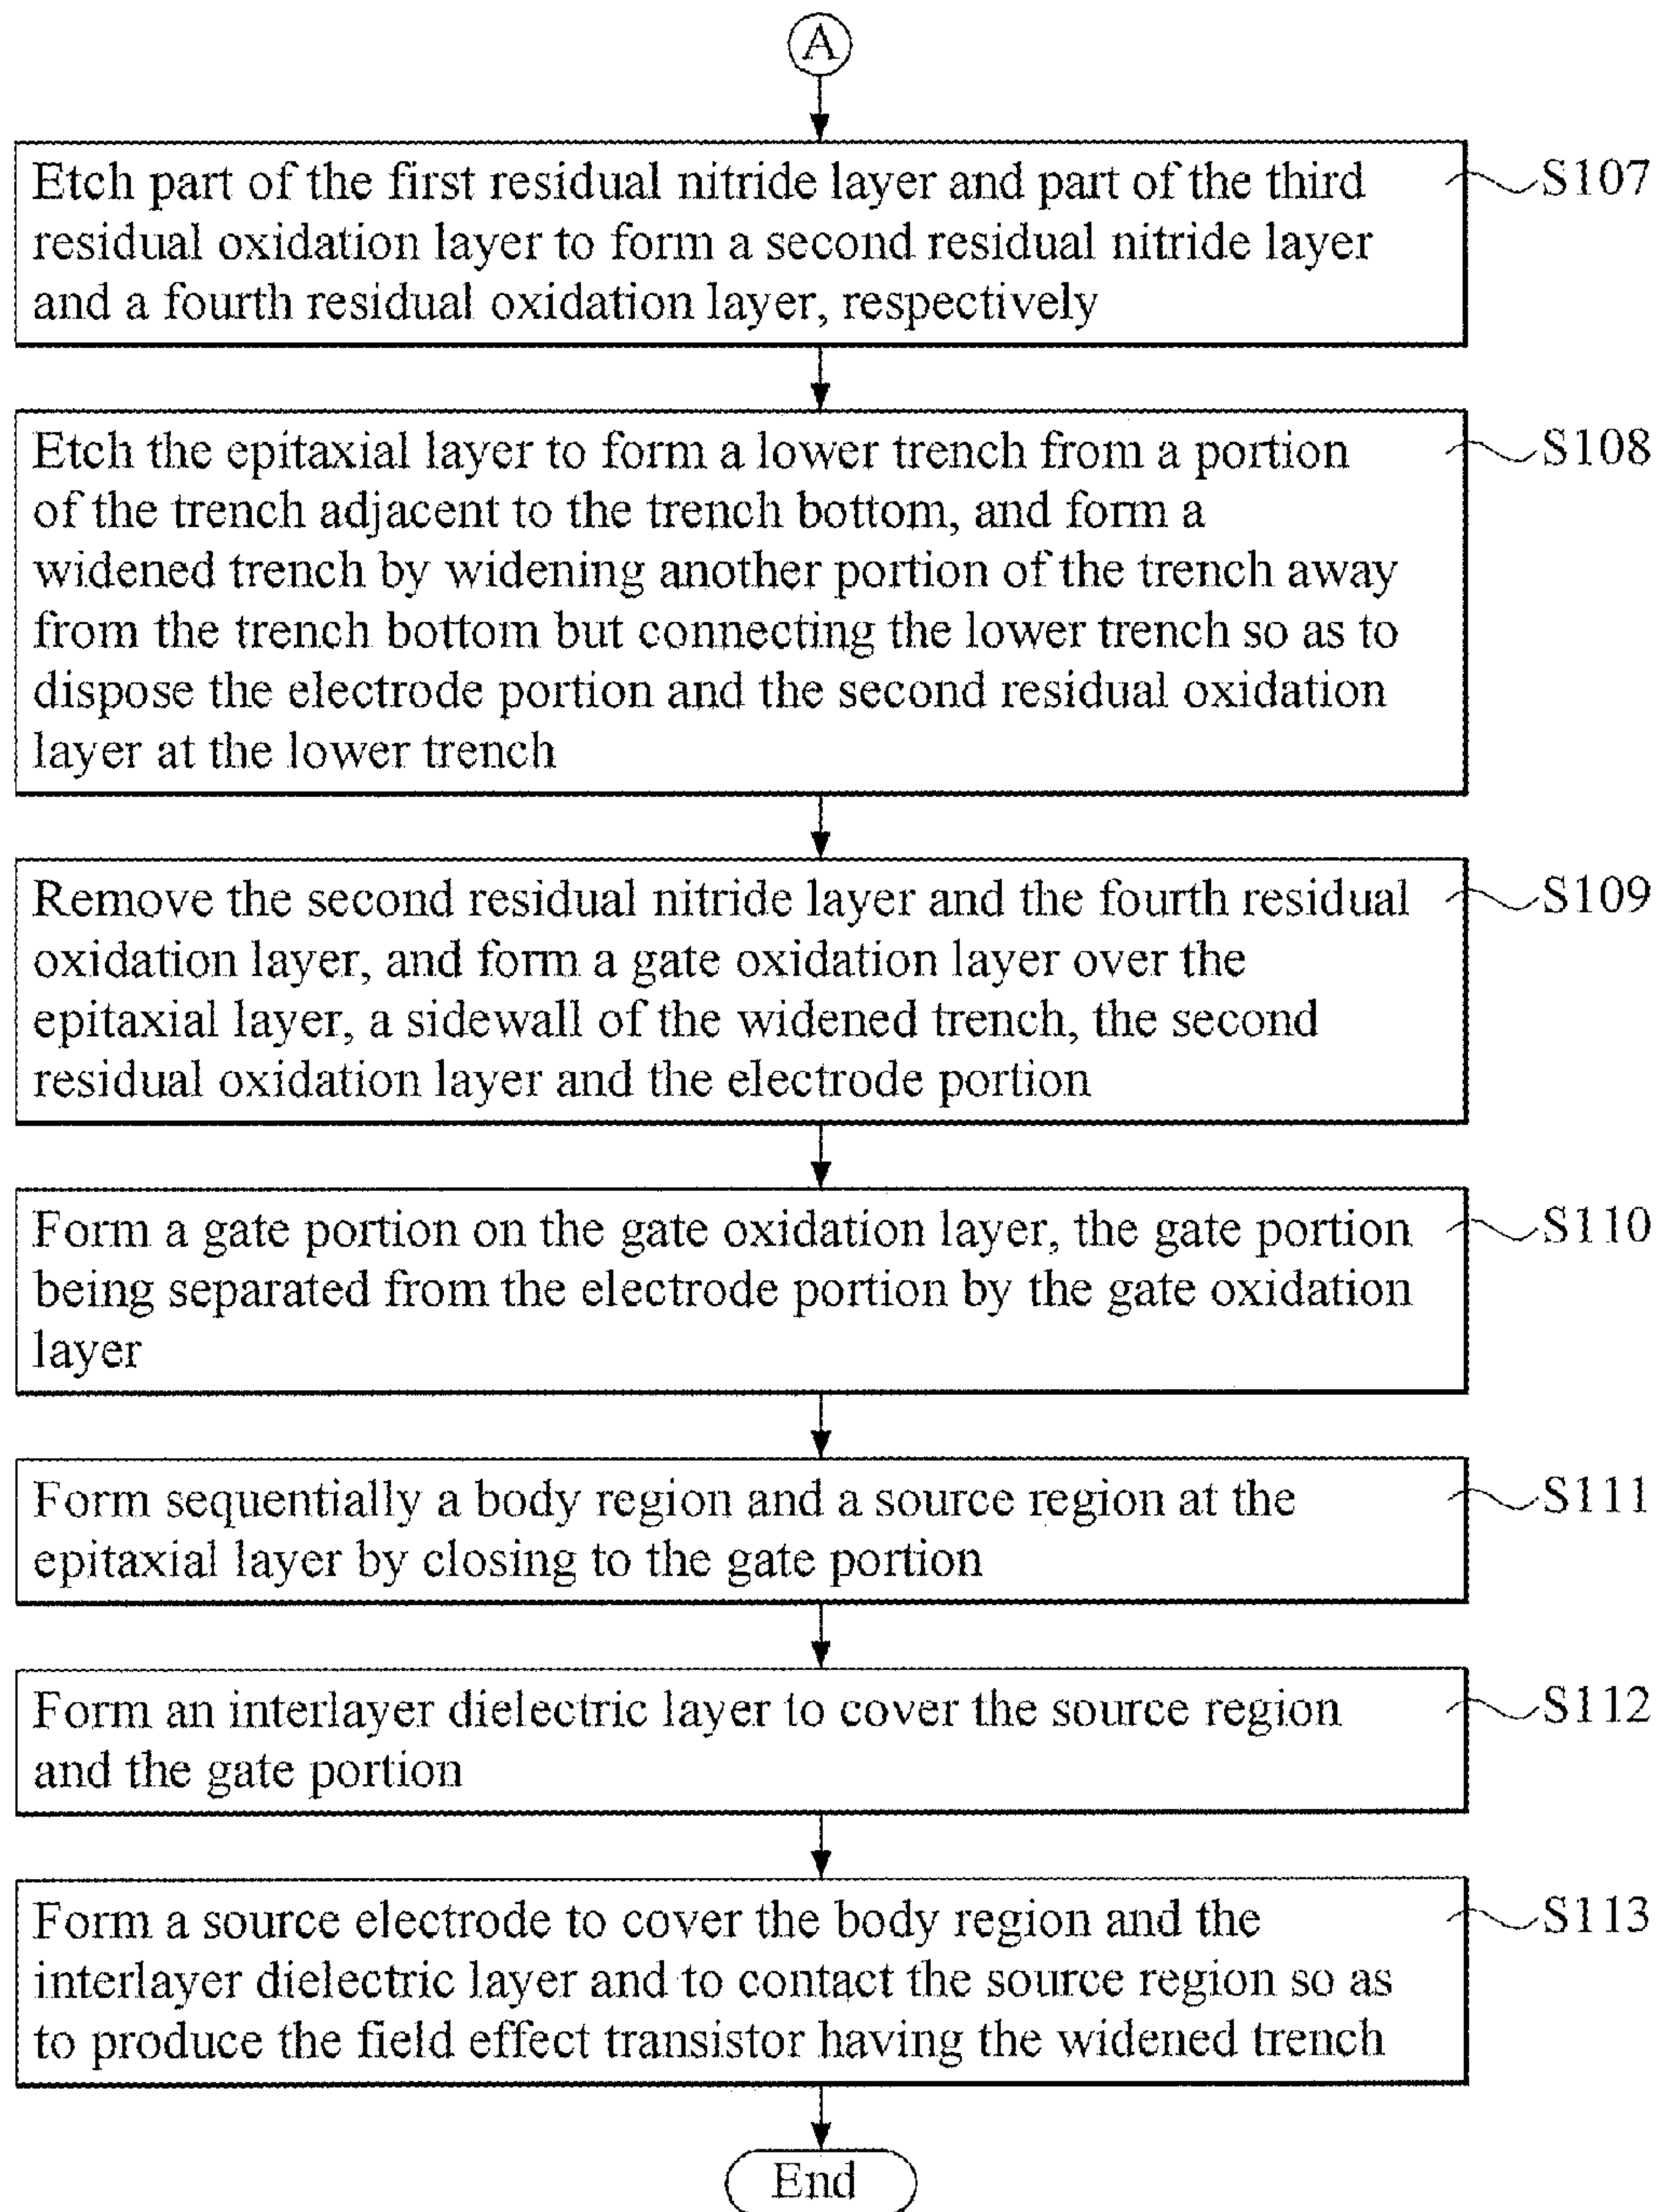 A
Etch part of the first residual nitride layer and part of the third
residual oxidation layer to form a second residual nitride layer
and a fourth residual oxidation layer, respectively
S107
Etch the epitaxial layer to form a lower trench from a portion
of the trench adjacent to the trench bottom, and form a
widened trench by widening another portion of the trench away
from the trench bottom but connecting the lower trench so as to
dispose the electrode portion and the second residual oxidation
layer at the lower trench
S108
Remove the second residual nitride layer and the fourth residual
oxidation layer, and form a gate oxidation layer over the
epitaxial layer, a sidewall of the widened trench, the second
residual oxidation layer and the electrode portion
S109
Form a gate portion on the gate oxidation layer, the gate portion
being separated from the electrode portion by the gate oxidation
layer
S110
Form sequentially a body region and a source region at the
epitaxial layer by closing to the gate portion
S111
Form an interlayer dielectric layer to cover the source region
and the gate portion
S112
Form a source electrode to cover the body region and the
interlayer dielectric layer and to contact the source region so as
to produce the field effect transistor having the widened trench
S113
End